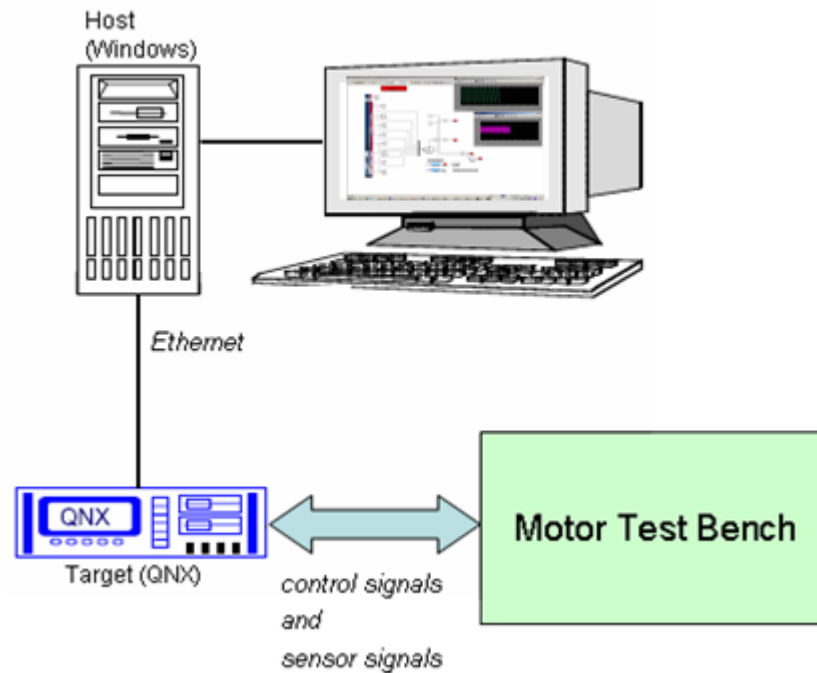 Host
(Windows)
Ethernet
QNX
Target (QNX)
control signals
and
sensor signals
Motor Test Bench